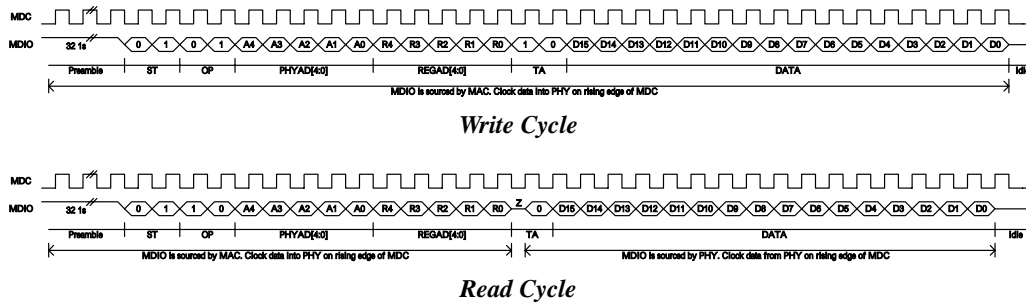 MDC
MDIO 32 1s 0 1 0 1 A4 A3 A2 A1 A0 R4 R3 R2 R1 R0 1 0 D15 D14 D13 D12 D11 D10 D9 D8 D7 D6 D5 D4 D3 D2 D1 D0
Preamble ST OP PHYAD[4:0] REGAD[4:0] TA DATA Idle
MDIO is sourced by MAC. Clock data into PHY on rising edge of MDC
Write Cycle
MDC
MDIO 32 1s 0 1 1 0 A4 A3 A2 A1 A0 R4 R3 R2 R1 R0 Z 0 D15 D14 D13 D12 D11 D10 D9 D8 D7 D6 D5 D4 D3 D2 D1 D0
Preamble ST OP PHYAD[4:0] REGAD[4:0] TA DATA Idle
MDIO is sourced by MAC. Clock data into PHY on rising edge of MDC MDIO is sourced by PHY. Clock data from PHY on rising edge of MDC
Read Cycle